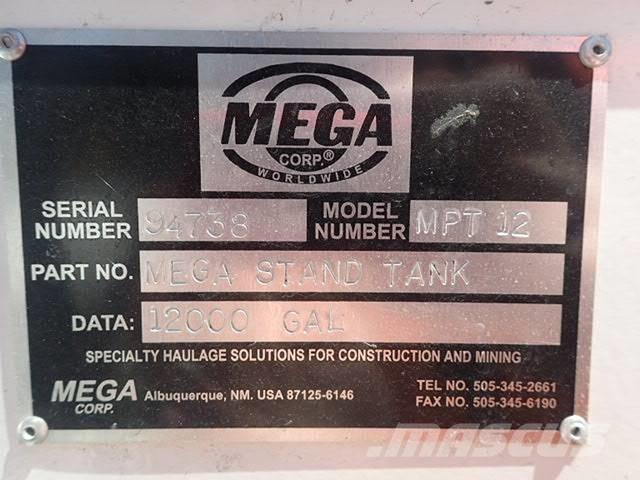 MEGA
CORP.®
WORLDWIDE
SERIAL NUMBER 94738 MODEL NUMBER MPT 12
PART NO. MEGA STAND TANK
DATA: 12000 GAL
SPECIALTY HAULAGE SOLUTIONS FOR CONSTRUCTION AND MINING
MEGA CORP. Albuquerque, NM. USA 87125-6146
TEL NO. 505-345-2661
FAX NO. 505-345-6190
MASCUS